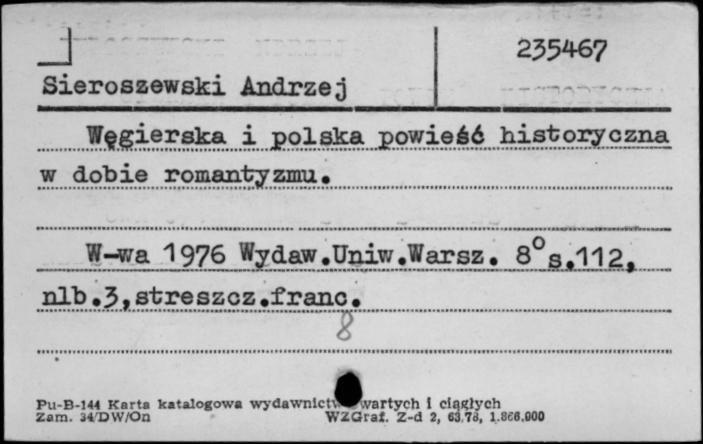 235467
Sieroszewski Andrzej
Węgierska i polska powieść historyczna
w dobie romantyzmu.
W-wa 1976 Wydaw.Uniw.Warsz. 8° s.112,
nlb.3,streszcz.franc.
8
Pu-B-144 Karta katalogowa wydawnictw zwartych i ciągłych
Zam. 34/DW/On WZGraf. Z-d 2, 63.78, 1.866.000